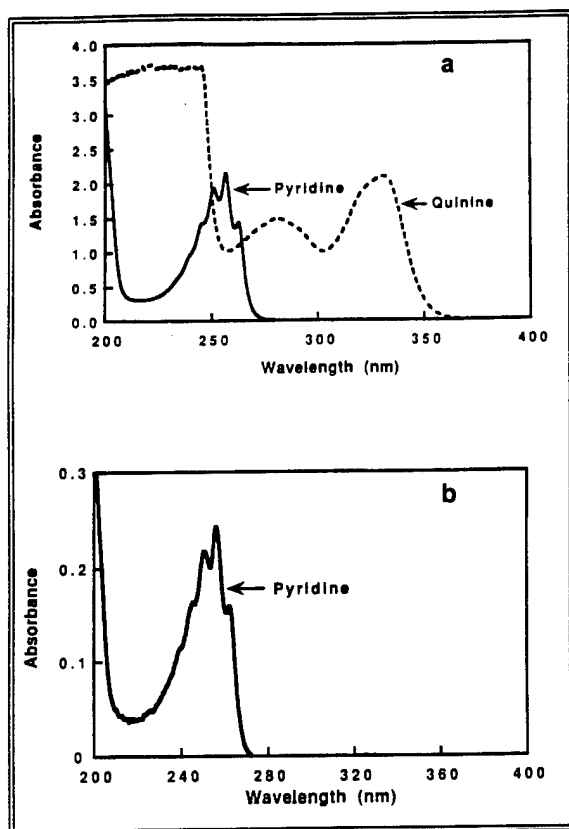 a
4.0
3.5
3.0
2.5
2.0
1.5
1.0
0.5
0.0
Absorbance
Pyridine
Quinine
200 250 300 350 400
Wavelength (nm)
b
0.3
0.2
0.1
0
Absorbance
Pyridine
200 240 280 320 360 400
Wavelength (nm)